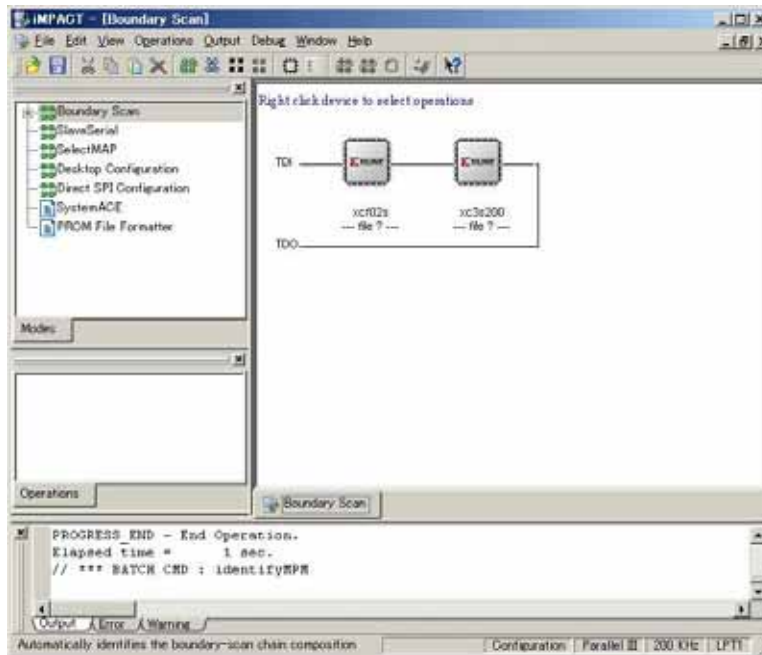 iMPACT - [Boundary Scan]
File Edit View Operations Output Debug Window Help
Boundary Scan
SlaveSerial
SelectMAP
Desktop Configuration
Direct SPI Configuration
SystemACE
PROM File Formatter
Modes
Operations
Right click device to select operations
TDI
XILINX
XILINX
xcf02s
xc3s200
--- file ? ---
--- file ? ---
TDO
Boundary Scan
PROGRESS_END - End Operation.
Elapsed time = 1 sec.
// *** BATCH CMD : identifyMPM
Output Error Warning
Automatically identifies the boundary-scan chain composition
Configuration Parallel III 200 KHz LPT1